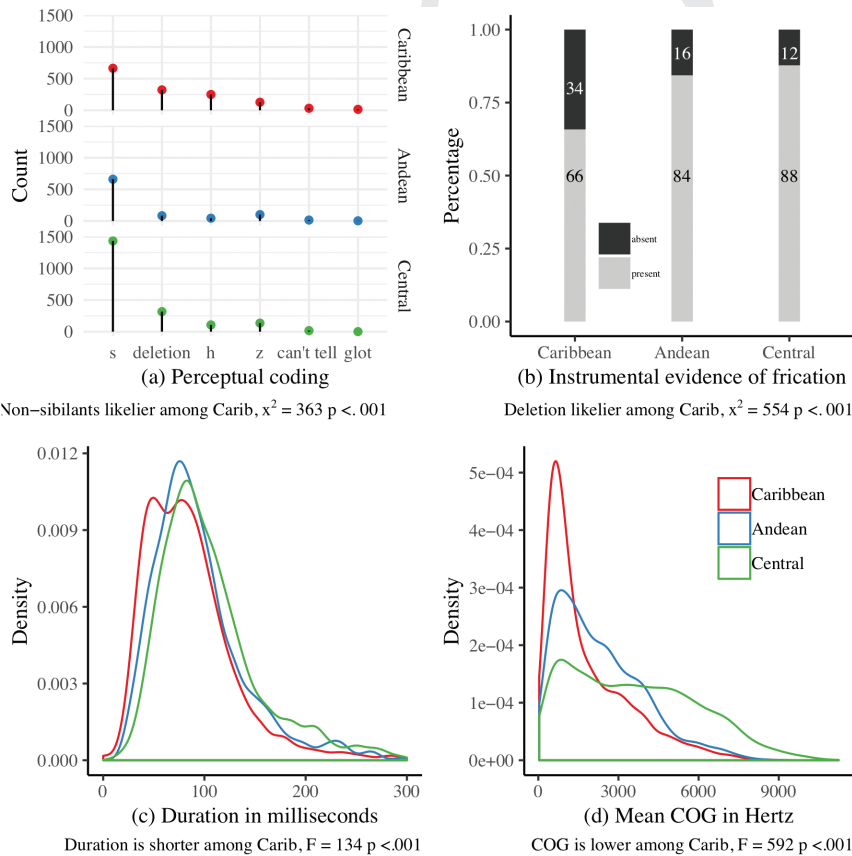 1500
1000
500
0
Caribbean
1500
1000
500
0
Andean
1500
1000
500
0
Central
Count
s deletion h z can't tell glot
(a) Perceptual coding
Non−sibilants likelier among Carib, x² = 363 p <. 001
1.00
0.75
0.50
0.25
0.00
Percentage
34
66
16
84
12
88
absent
present
Caribbean Andean Central
(b) Instrumental evidence of frication
Deletion likelier among Carib, x² = 554 p <. 001
0.012
0.009
0.006
0.003
0.000
Density
0 100 200 300
(c) Duration in milliseconds
Duration is shorter among Carib, F = 134 p <.001
5e−04
4e−04
3e−04
2e−04
1e−04
0e+00
Density
Caribbean
Andean
Central
0 3000 6000 9000
(d) Mean COG in Hertz
COG is lower among Carib, F = 592 p <.001